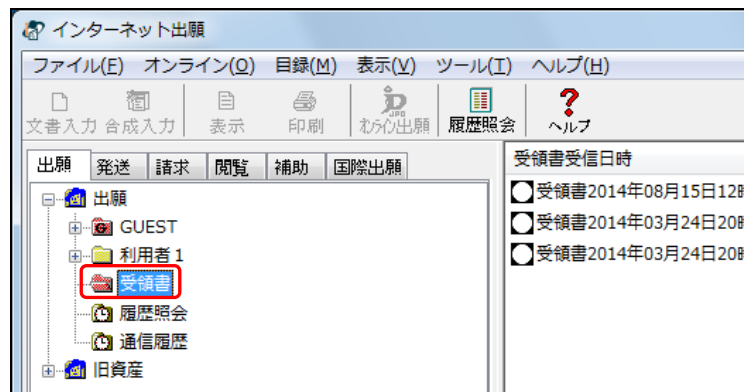 インターネット出願
ファイル(F) オンライン(O) 目録(M) 表示(V) ツール(T) ヘルプ(H)
文書入力 合成入力 表示 印刷 オンライン出願 履歴照会 ヘルプ
出願 発送 請求 閲覧 補助 国際出願
受領書受信日時
出願
GUEST
利用者1
受領書
履歴照会
通信履歴
旧資産
受領書2014年08月15日12時
受領書2014年03月24日20時
受領書2014年03月24日20時